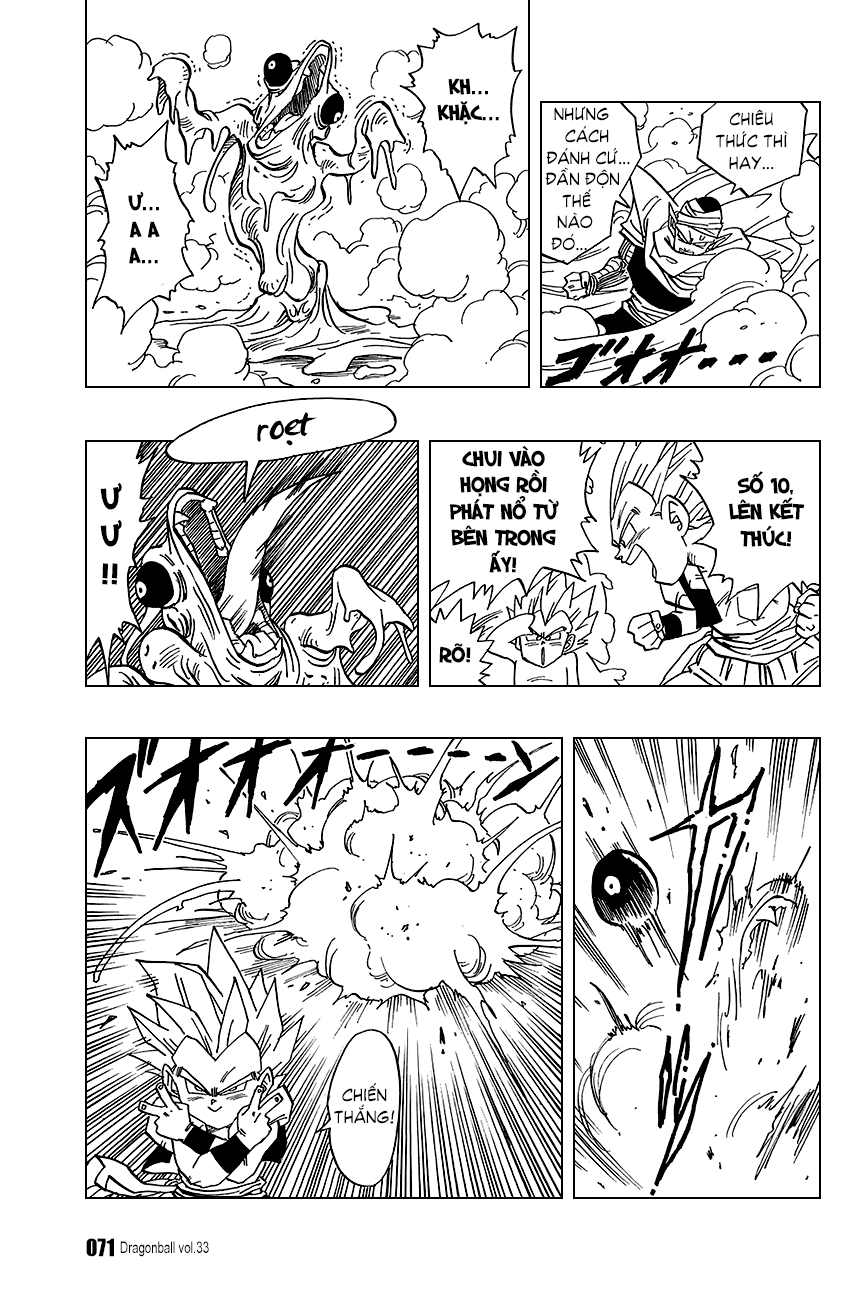 CHIÊU
THỨC THÌ
HAY...
NHƯNG
CÁCH
ĐÁNH CỨ...
ĐẦN ĐỘN
THẾ
NÀO
ĐÓ...
ゴオオ・・・
KH...
KHẶC...
Ư...
A A
A...
SỐ 10,
LÊN KẾT
THÚC!
CHUI VÀO
HỌNG RỒI
PHÁT NỔ TỪ
BÊN TRONG
ẤY!
RÕ!
roẹt
Ư
Ư
!!
ズオオオーーーーン
CHIẾN
THẮNG!
071 Dragonball vol.33